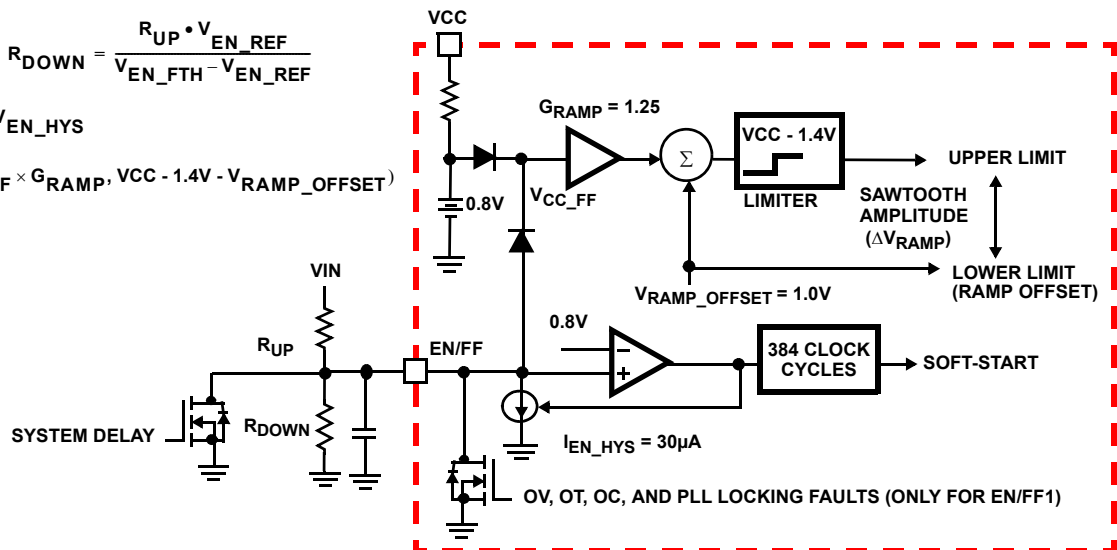 R_DOWN = R_UP • V_EN_REF / V_EN_FTH – V_EN_REF
VCC
EN_HYS
G_RAMP = 1.25
F × G_RAMP, VCC - 1.4V - V_RAMP_OFFSET)
Σ
VCC - 1.4V
LIMITER
UPPER LIMIT
SAWTOOTH
AMPLITUDE
(ΔV_RAMP)
LOWER LIMIT
(RAMP OFFSET)
0.8V
V_CC_FF
V_RAMP_OFFSET = 1.0V
VIN
R_UP
EN/FF
0.8V
−
+
384 CLOCK
CYCLES
SOFT-START
SYSTEM DELAY
R_DOWN
I_EN_HYS = 30µA
OV, OT, OC, AND PLL LOCKING FAULTS (ONLY FOR EN/FF1)